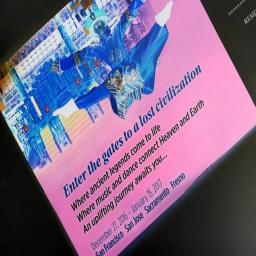 Enter the gates to a lost civilization
Where ancient legends come to life
Where music and dance connect Heaven and Earth
An uplifting journey awaits you...
December 27, 2016 – January 15, 2017
San Francisco San Jose Sacramento Fresno